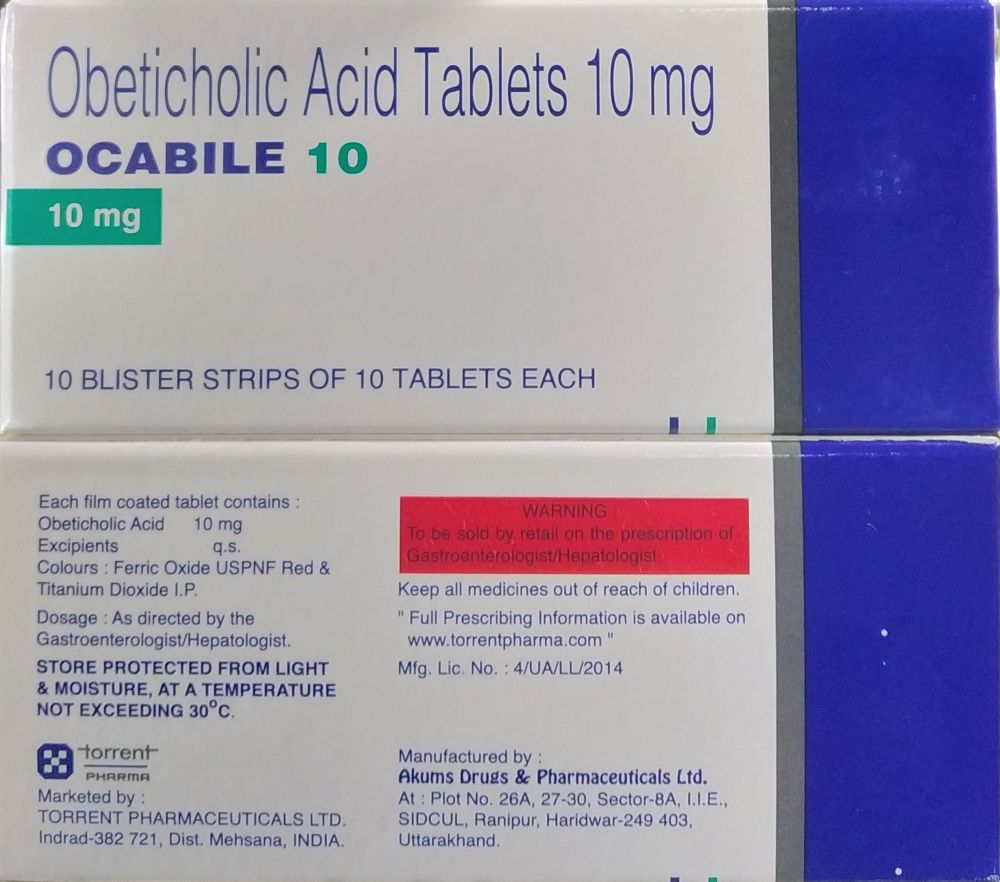 Obeticholic Acid Tablets 10 mg
OCABILE 10
10 mg
10 BLISTER STRIPS OF 10 TABLETS EACH
Each film coated tablet contains :
Obeticholic Acid 10 mg
Excipients q.s.
Colours : Ferric Oxide USPNF Red &
Titanium Dioxide I.P.
Dosage : As directed by the
Gastroenterologist/Hepatologist.
STORE PROTECTED FROM LIGHT
& MOISTURE, AT A TEMPERATURE
NOT EXCEEDING 30°C.
torrent
PHARMA
Marketed by :
TORRENT PHARMACEUTICALS LTD.
Indrad-382 721, Dist. Mehsana, INDIA.
WARNING
To be sold by retail on the prescription of
Gastroenterologist/Hepatologist.
Keep all medicines out of reach of children.
" Full Prescribing Information is available on
www.torrentpharma.com "
Mfg. Lic. No. : 4/UA/LL/2014
Manufactured by :
Akums Drugs & Pharmaceuticals Ltd.
At : Plot No. 26A, 27-30, Sector-8A, I.I.E.,
SIDCUL, Ranipur, Haridwar-249 403,
Uttarakhand.